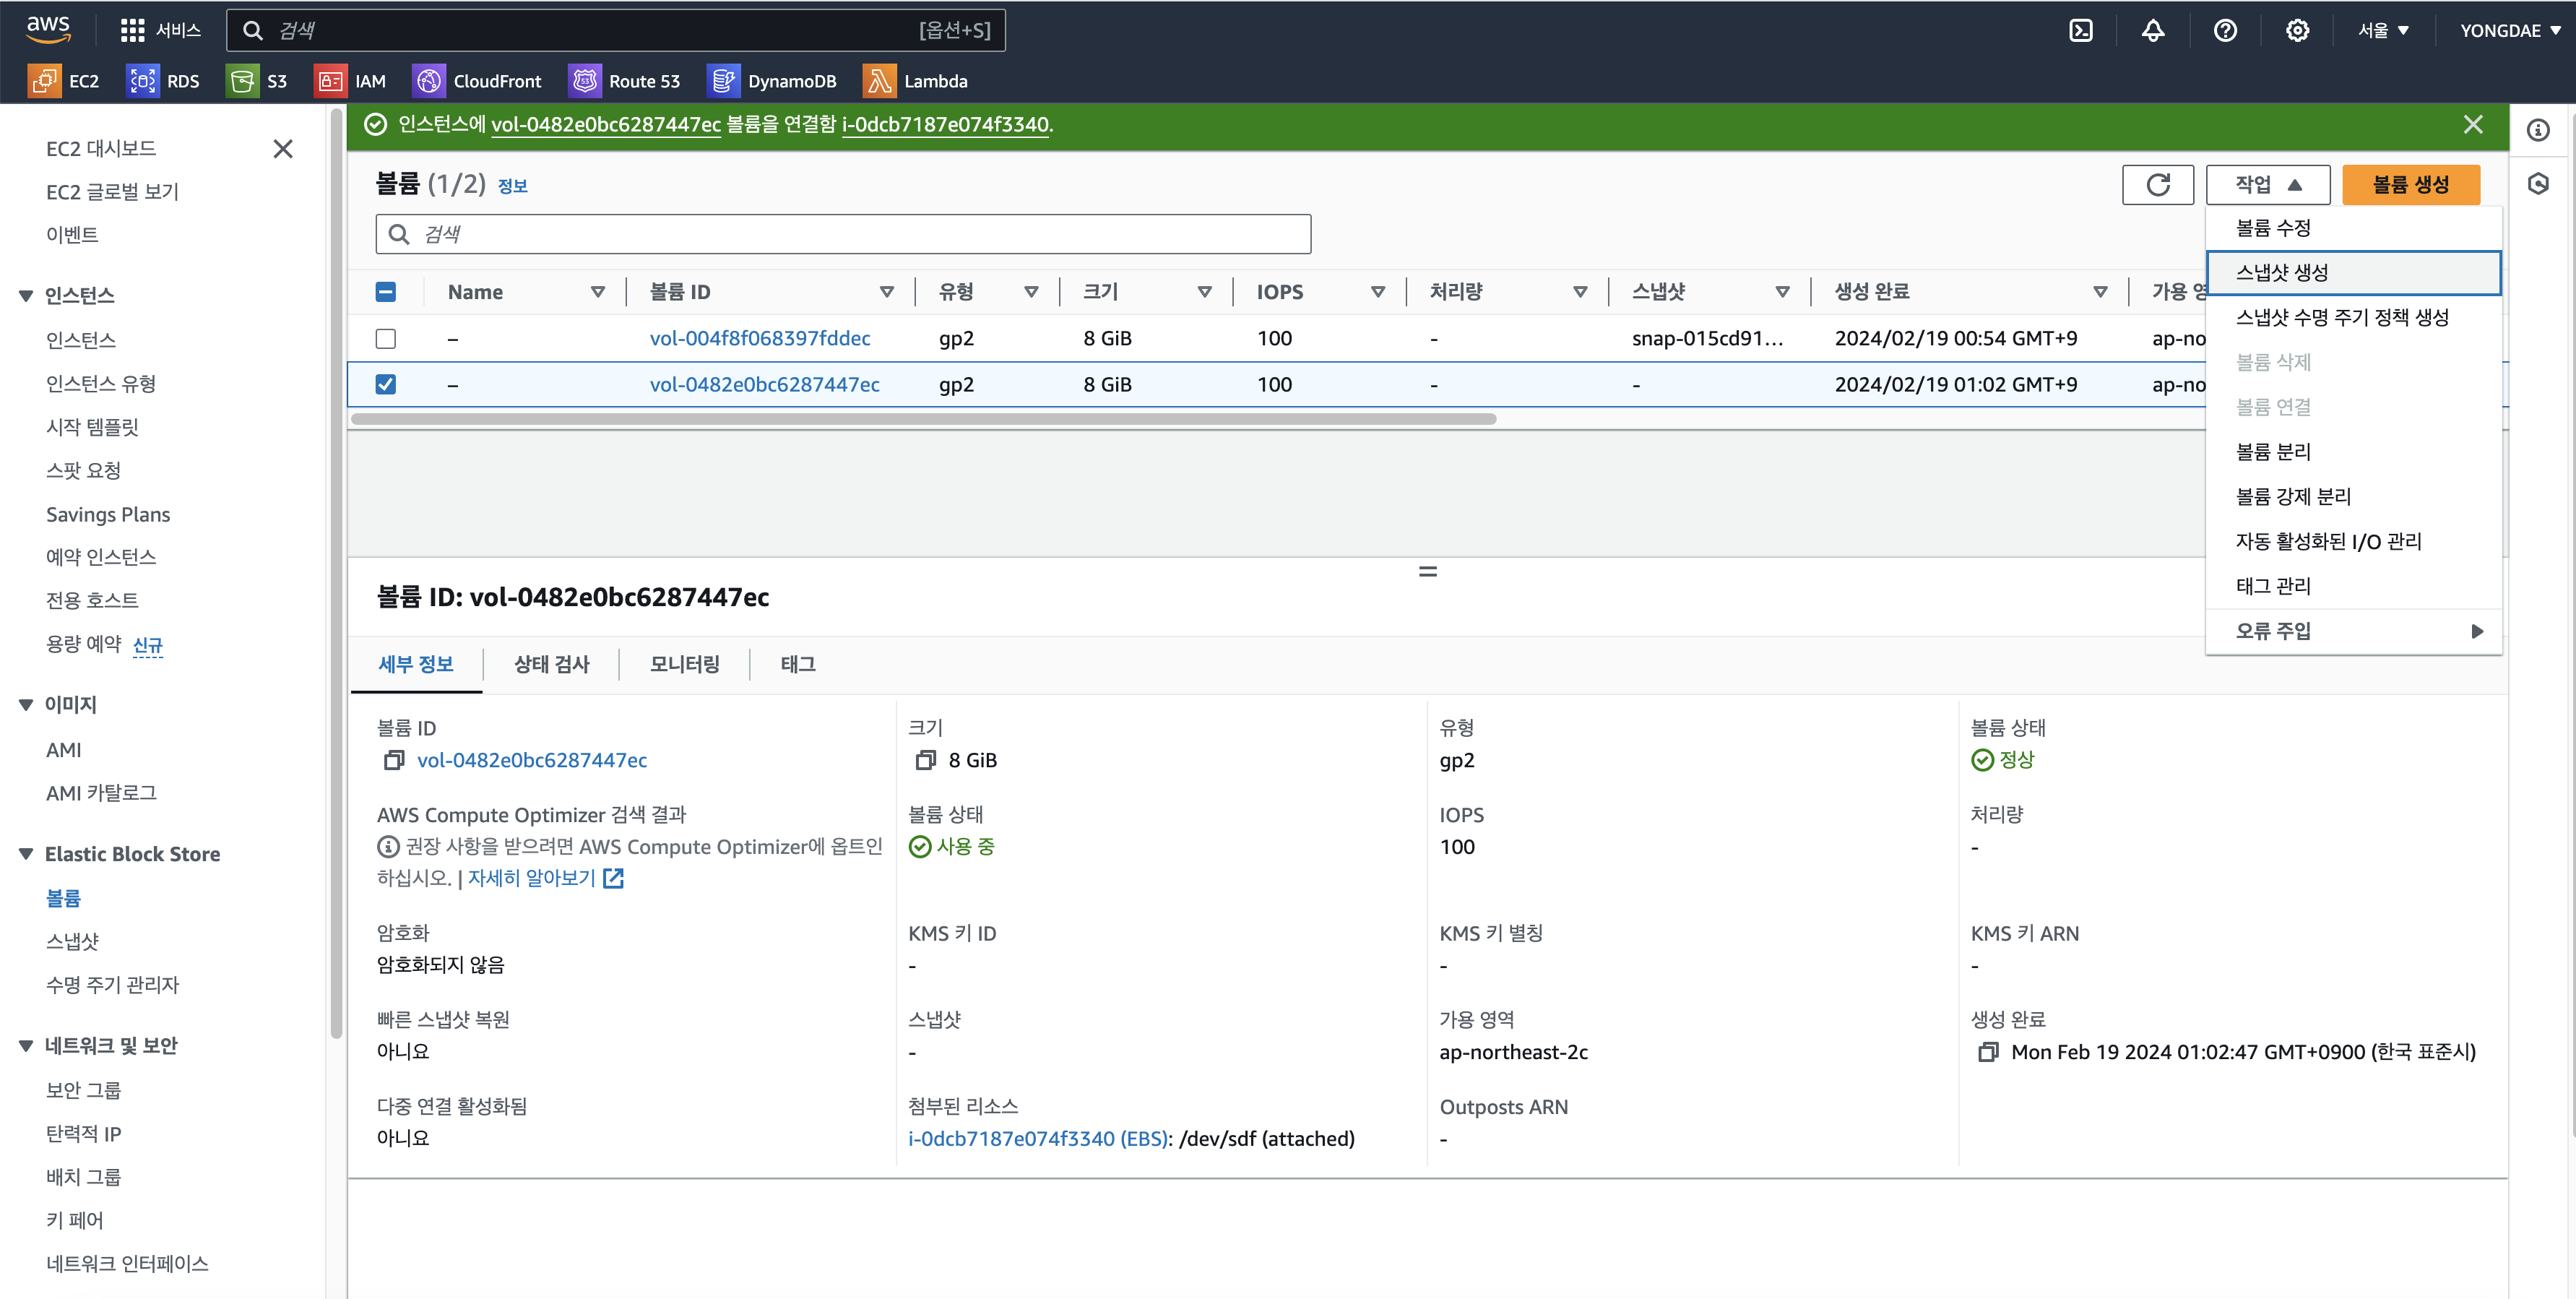 aws
서비스
검색
[옵션+S]
서울
YONGDAE
EC2
RDS
S3
IAM
CloudFront
Route 53
DynamoDB
Lambda
EC2 대시보드
EC2 글로벌 보기
이벤트
인스턴스
인스턴스
인스턴스 유형
시작 템플릿
스팟 요청
Savings Plans
예약 인스턴스
전용 호스트
용량 예약 신규
이미지
AMI
AMI 카탈로그
Elastic Block Store
볼륨
스냅샷
수명 주기 관리자
네트워크 및 보안
보안 그룹
탄력적 IP
배치 그룹
키 페어
네트워크 인터페이스
인스턴스에 vol-0482e0bc6287447ec 볼륨을 연결함 i-0dcb7187e074f3340.
볼륨 (1/2) 정보
작업
볼륨 생성
검색
Name 볼륨 ID 유형 크기 IOPS 처리량 스냅샷 생성 완료 가용 영
– vol-004f8f068397fddec gp2 8 GiB 100 - snap-015cd91... 2024/02/19 00:54 GMT+9 ap-no
– vol-0482e0bc6287447ec gp2 8 GiB 100 - - 2024/02/19 01:02 GMT+9 ap-no
볼륨 수정
스냅샷 생성
스냅샷 수명 주기 정책 생성
볼륨 삭제
볼륨 연결
볼륨 분리
볼륨 강제 분리
자동 활성화된 I/O 관리
태그 관리
오류 주입
볼륨 ID: vol-0482e0bc6287447ec
세부 정보
상태 검사
모니터링
태그
볼륨 ID
vol-0482e0bc6287447ec
크기
8 GiB
유형
gp2
볼륨 상태
정상
AWS Compute Optimizer 검색 결과
권장 사항을 받으려면 AWS Compute Optimizer에 옵트인
하십시오. | 자세히 알아보기
볼륨 상태
사용 중
IOPS
100
처리량
-
암호화
암호화되지 않음
KMS 키 ID
-
KMS 키 별칭
-
KMS 키 ARN
-
빠른 스냅샷 복원
아니요
스냅샷
-
가용 영역
ap-northeast-2c
생성 완료
Mon Feb 19 2024 01:02:47 GMT+0900 (한국 표준시)
다중 연결 활성화됨
아니요
첨부된 리소스
i-0dcb7187e074f3340 (EBS): /dev/sdf (attached)
Outposts ARN
-